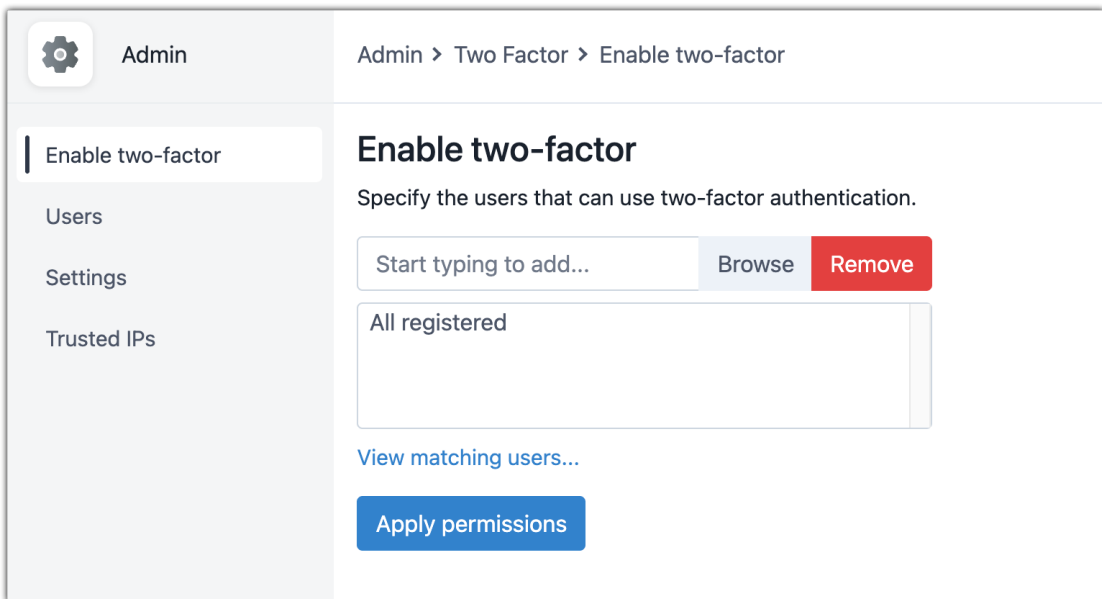 Admin
Admin > Two Factor > Enable two-factor
Enable two-factor
Users
Settings
Trusted IPs
Enable two-factor
Specify the users that can use two-factor authentication.
Start typing to add...
Browse
Remove
All registered
View matching users...
Apply permissions